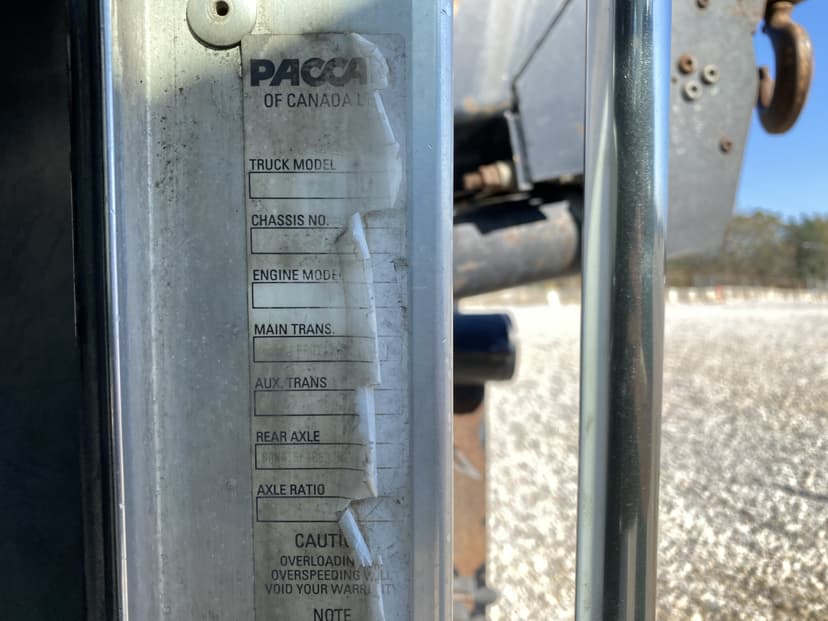 PACCA
OF CANADA L
TRUCK MODEL
CHASSIS NO.
ENGINE MODE
MAIN TRANS.
AUX. TRANS
REAR AXLE
AXLE RATIO
CAUTI
OVERLOADIN
OVERSPEEDING
VOID YOUR WARR TY
NOTE